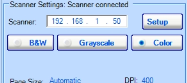 Scanner Settings: Scanner connected
Scanner: 192 . 168 . 1 . 50 Setup
B&W Grayscale Color
Page Size: Automatic DPI: 400